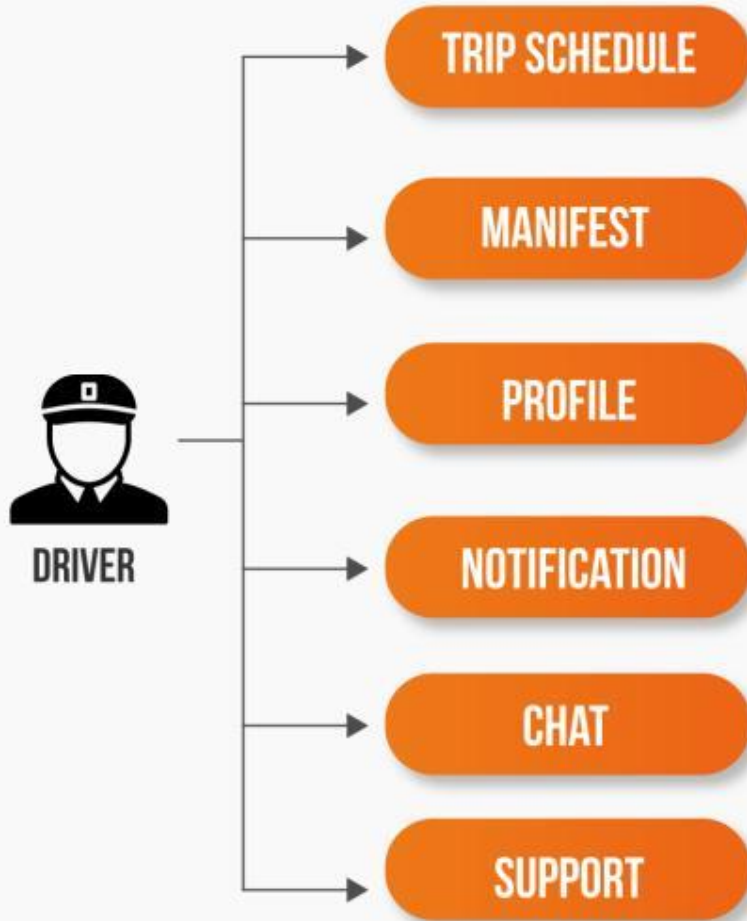 TRIP SCHEDULE
MANIFEST
PROFILE
DRIVER
NOTIFICATION
CHAT
SUPPORT